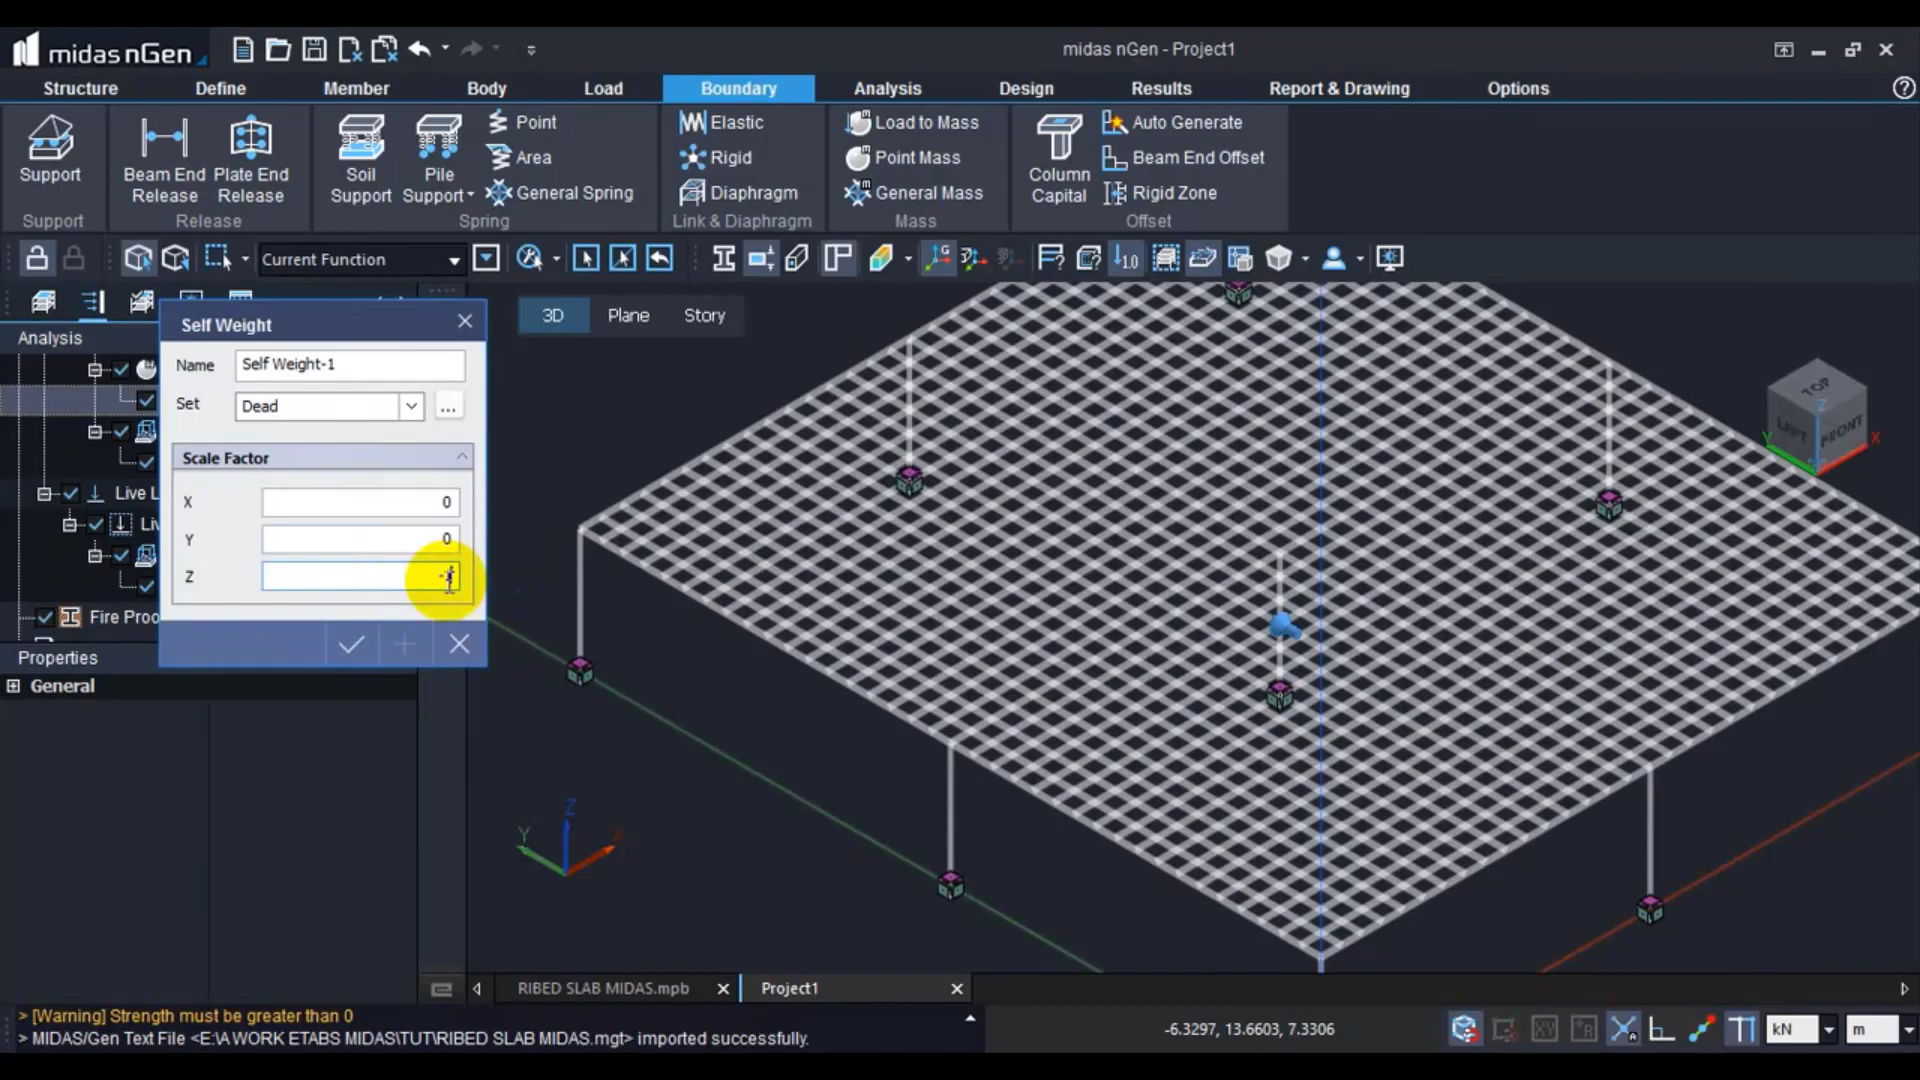 midas nGen
midas nGen - Project1
Structure Define Member Body Load Boundary Analysis Design Results Report & Drawing Options
Support
Support
Beam End Release
Plate End Release
Release
Soil Support
Pile Support
Point
Area
General Spring
Spring
Elastic
Rigid
Diaphragm
Link & Diaphragm
Load to Mass
Point Mass
General Mass
Mass
Column Capital
Auto Generate
Beam End Offset
Rigid Zone
Offset
Current Function
G
1.0
3D Plane Story
Analysis
Live L
Liv
Fire Proo
Properties
General
Self Weight
Name Self Weight-1
Set Dead ...
Scale Factor
X 0
Y 0
Z
TOP
LEFT
FRONT
Z
Y
X
Z
Y
X
RIBED SLAB MIDAS.mpb
Project1
> [Warning] Strength must be greater than 0
> MIDAS/Gen Text File <E:\A WORK ETABS MIDAS\TUT\RIBED SLAB MIDAS.mgt> imported successfully.
-6.3297, 13.6603, 7.3306
kN
m